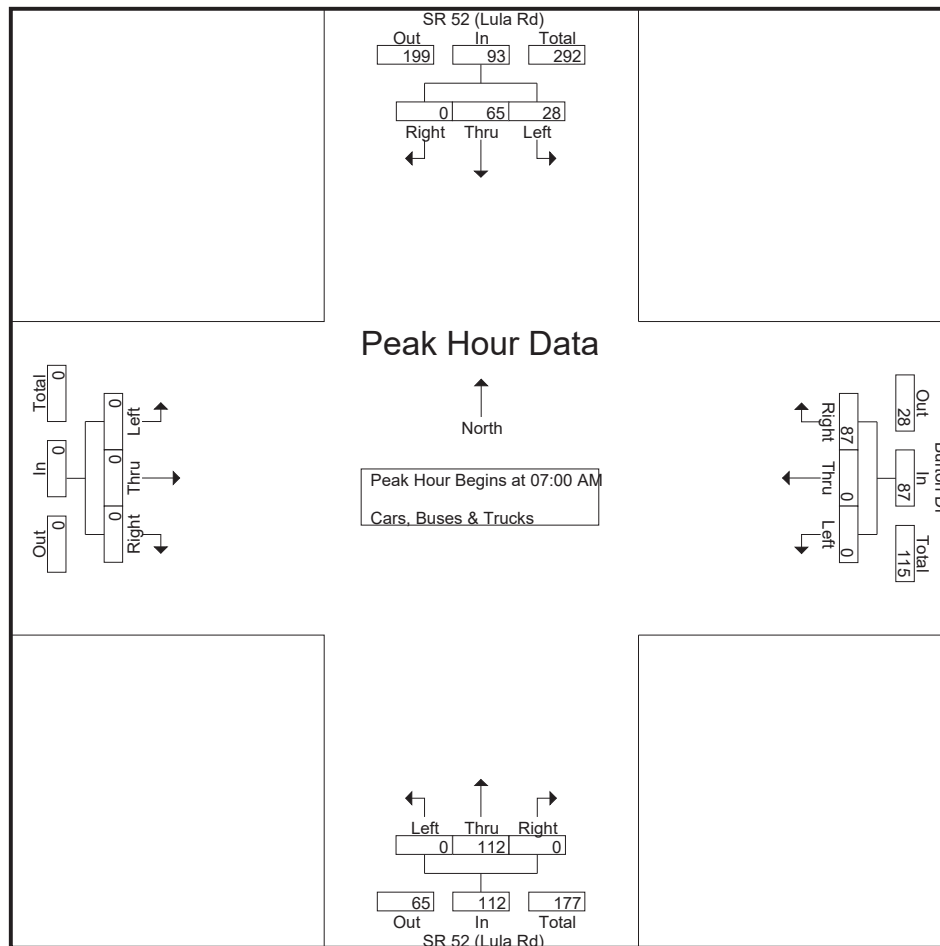 SR 52 (Lula Rd)
Out In Total
199 93 292
0 65 28
Right Thru Left
Peak Hour Data
North
Peak Hour Begins at 07:00 AM
Cars, Buses & Trucks
Total In Out
0 0 0
0 0 0
Left Thru Right
Right Thru Left
87 0 0
28 87 115
Out In Total
Left Thru Right
0 112 0
65 112 177
Out In Total
SR 52 (Lula Rd)